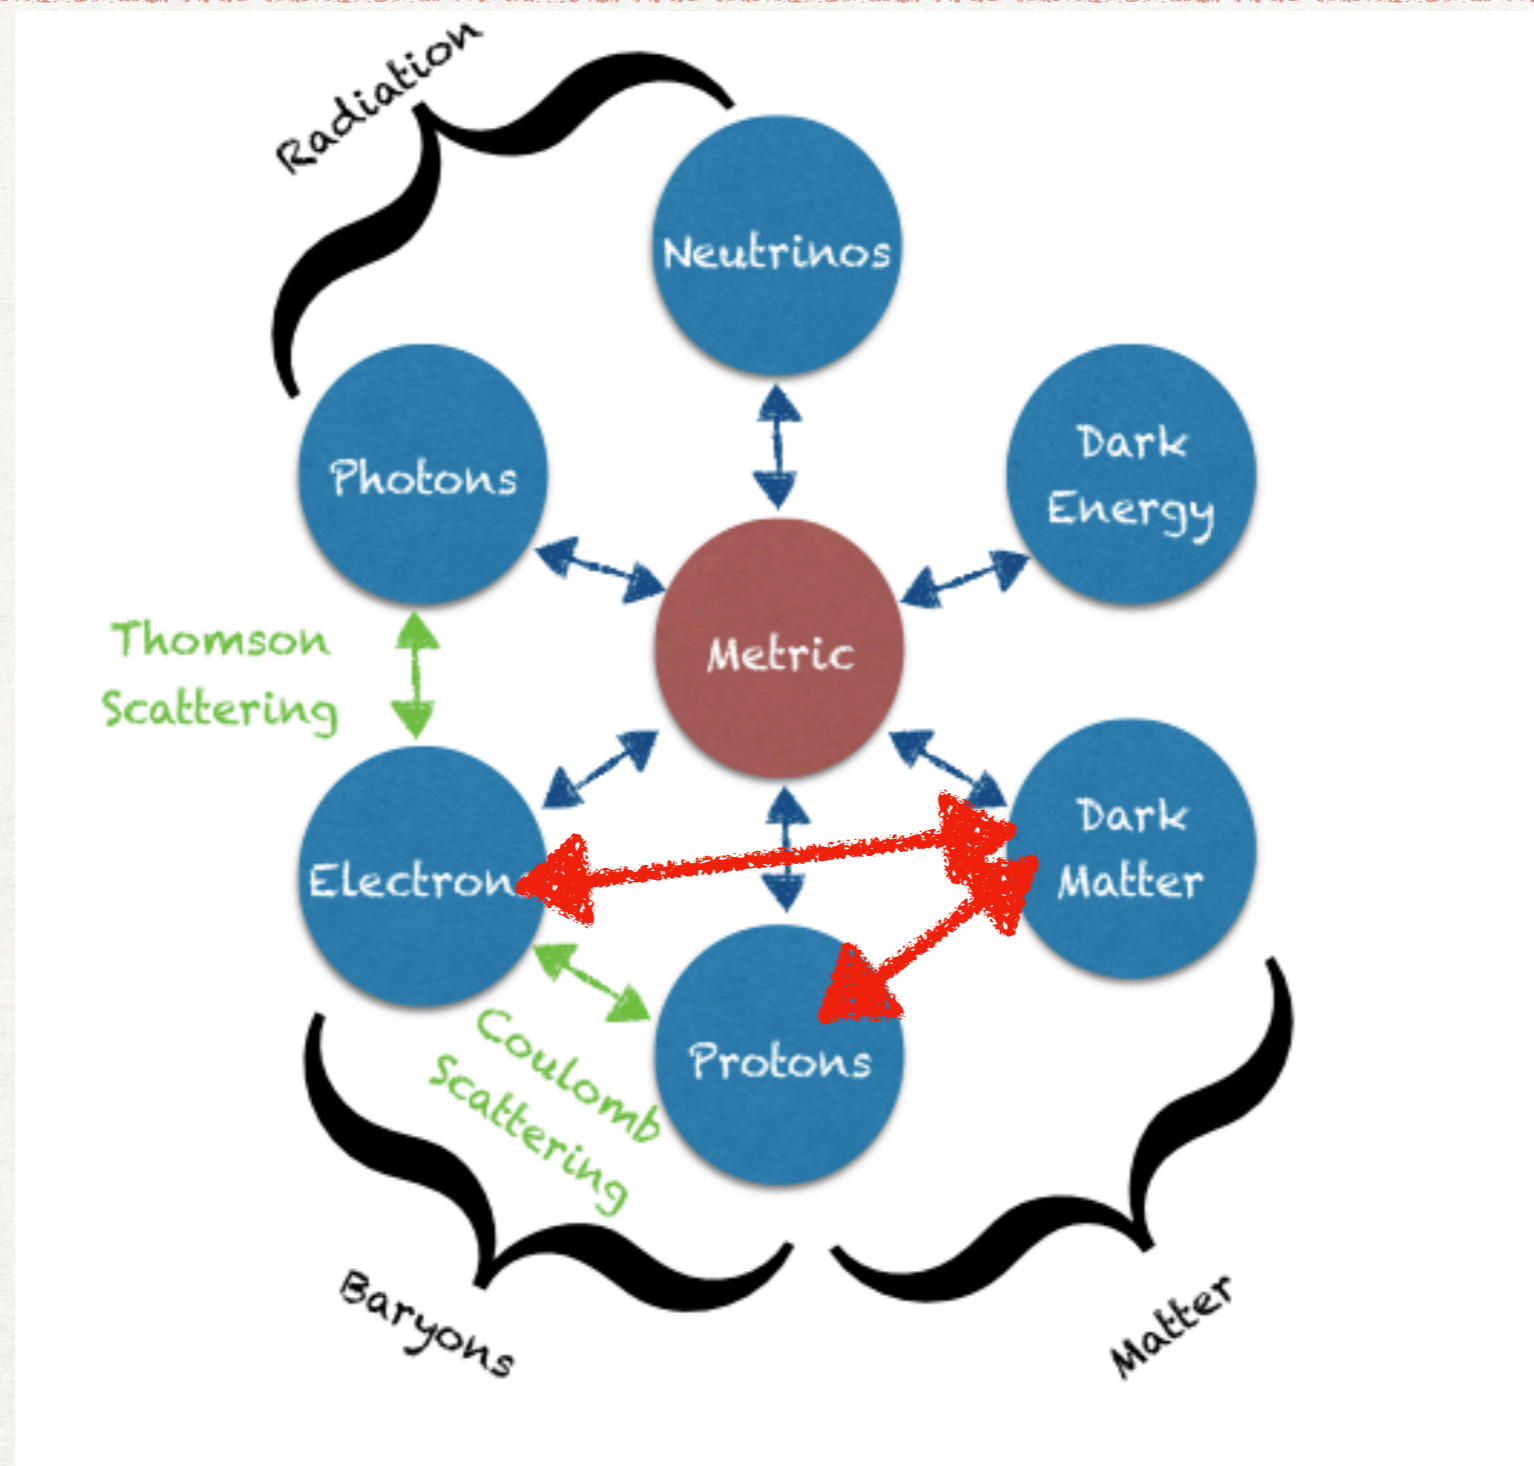 Radiation
Neutrinos
Photons
Dark
Energy
Thomson
Scattering
Metric
Electron
Dark
Matter
Coulomb
Scattering
Protons
Baryons
Matter